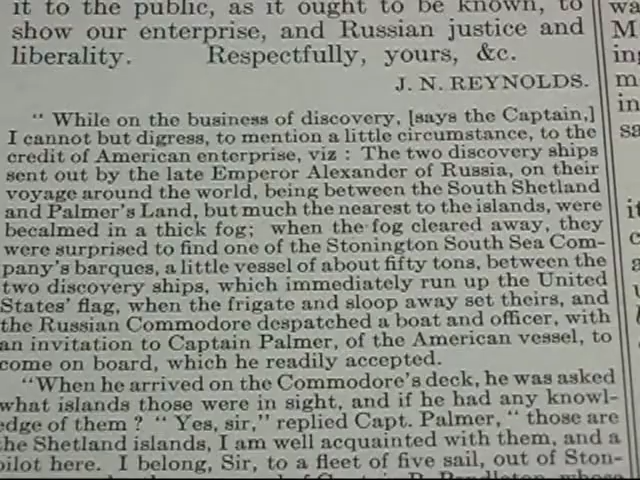 it to the public, as it ought to be known, to
show our enterprise, and Russian justice and
liberality. Respectfully, yours, &c.
J. N. REYNOLDS.
" While on the business of discovery, [says the Captain,]
I cannot but digress, to mention a little circumstance, to the
credit of American enterprise, viz : The two discovery ships
sent out by the late Emperor Alexander of Russia, on their
voyage around the world, being between the South Shetland
and Palmer's Land, but much the nearest to the islands, were
becalmed in a thick fog; when the fog cleared away, they
were surprised to find one of the Stonington South Sea Com-
pany's barques, a little vessel of about fifty tons, between the
two discovery ships, which immediately run up the United
States' flag, when the frigate and sloop away set theirs, and
the Russian Commodore despatched a boat and officer, with
an invitation to Captain Palmer, of the American vessel, to
come on board, which he readily accepted.
"When he arrived on the Commodore's deck, he was asked
what islands those were in sight, and if he had any knowl-
edge of them ? " Yes, sir," replied Capt. Palmer, " those are
the Shetland islands, I am well acquainted with them, and a
pilot here. I belong, Sir, to a fleet of five sail, out of Ston-